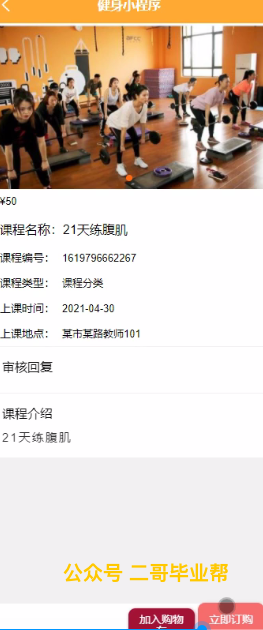 健身小程序
¥50
课程名称： 21天练腹肌
课程编号： 1619796662267
课程类型： 课程分类
上课时间： 2021-04-30
上课地点： 某市某路教师101
审核回复
课程介绍
21天练腹肌
公众号 二哥毕业帮
加入购物
车
立即订购